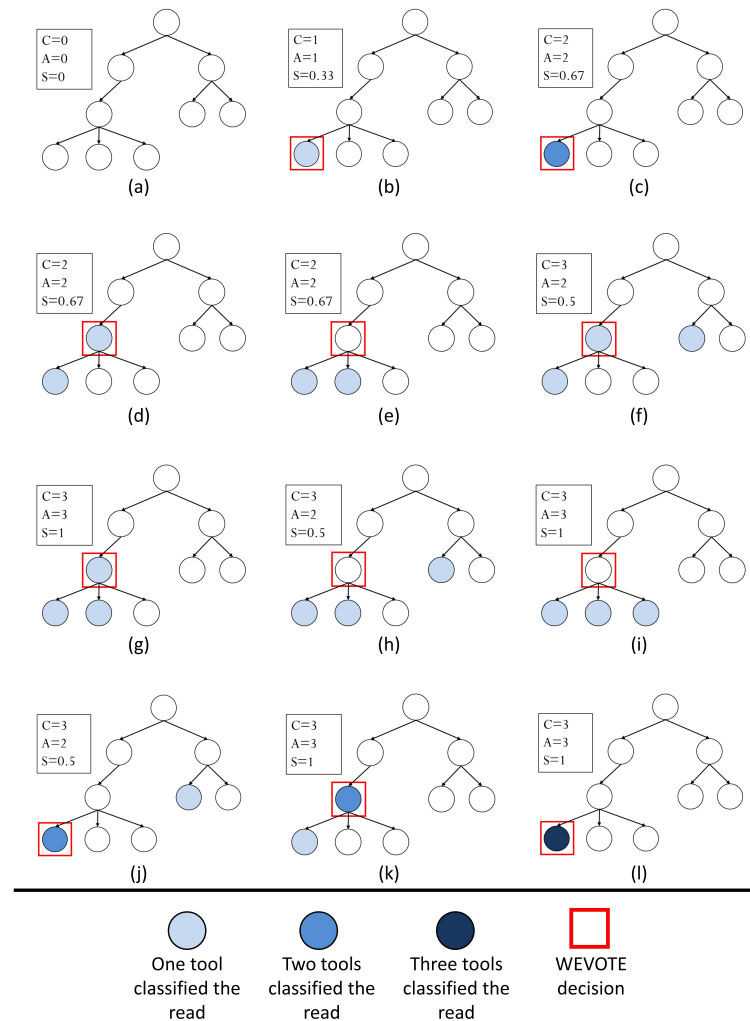 C=0
A=0
S=0
(a)
C=1
A=1
S=0.33
(b)
C=2
A=2
S=0.67
(c)
C=2
A=2
S=0.67
(d)
C=2
A=2
S=0.67
(e)
C=3
A=2
S=0.5
(f)
C=3
A=3
S=1
(g)
C=3
A=2
S=0.5
(h)
C=3
A=3
S=1
(i)
C=3
A=2
S=0.5
(j)
C=3
A=3
S=1
(k)
C=3
A=3
S=1
(l)
One tool
classified the
read
Two tools
classified the
read
Three tools
classified the
read
WEVOTE
decision